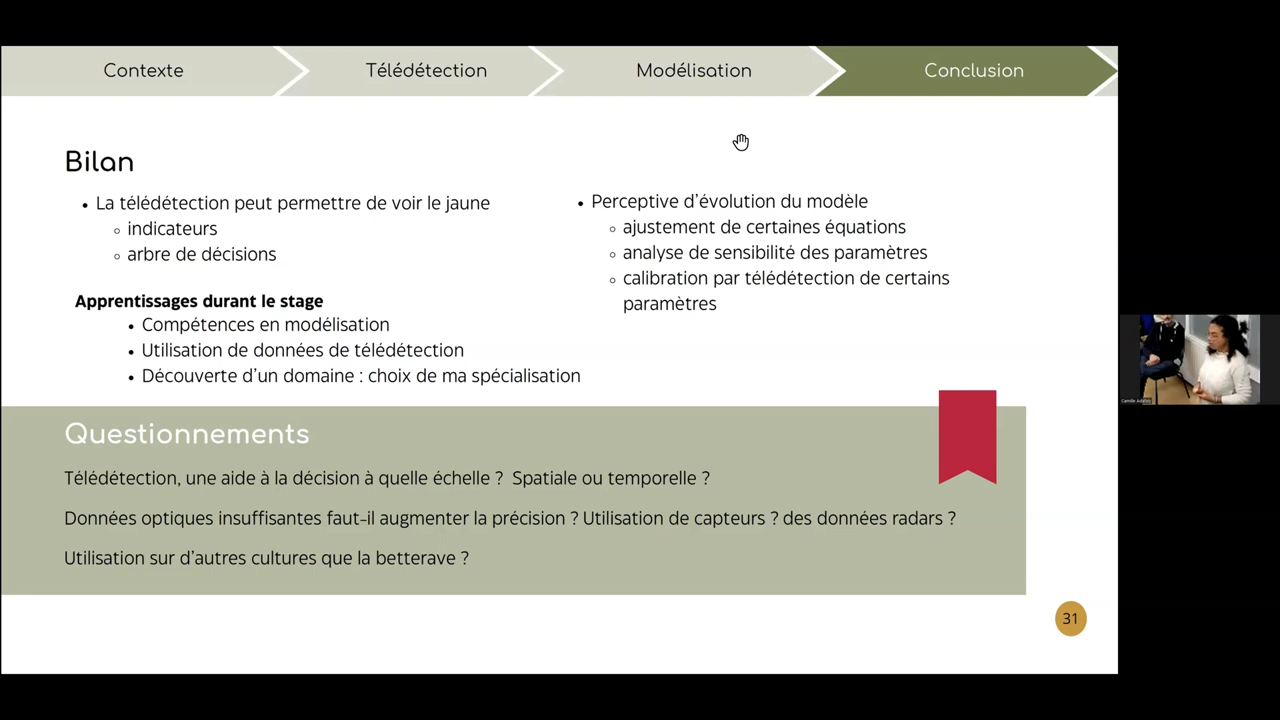 Contexte
Télédétection
Modélisation
Conclusion
Bilan
• La télédétection peut permettre de voir le jaune
◦ indicateurs
◦ arbre de décisions
Apprentissages durant le stage
• Compétences en modélisation
• Utilisation de données de télédétection
• Découverte d'un domaine : choix de ma spécialisation
• Perceptive d'évolution du modèle
◦ ajustement de certaines équations
◦ analyse de sensibilité des paramètres
◦ calibration par télédétection de certains
paramètres
Questionnements
Télédétection, une aide à la décision à quelle échelle ? Spatiale ou temporelle ?
Données optiques insuffisantes faut-il augmenter la précision ? Utilisation de capteurs ? des données radars ?
Utilisation sur d'autres cultures que la betterave ?
31
Camille